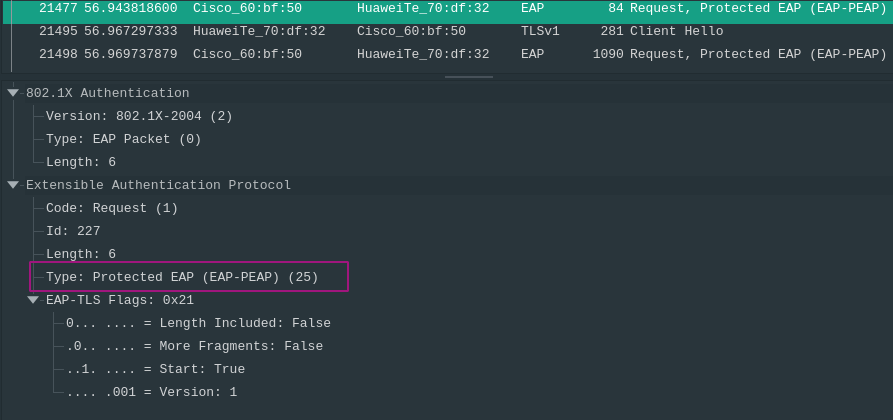 21477 56.943818600 Cisco_60:bf:50 HuaweiTe_70:df:32 EAP 84 Request, Protected EAP (EAP-PEAP)
21495 56.967297333 HuaweiTe_70:df:32 Cisco_60:bf:50 TLSv1 281 Client Hello
21498 56.969737879 Cisco_60:bf:50 HuaweiTe_70:df:32 EAP 1090 Request, Protected EAP (EAP-PEAP)
802.1X Authentication
Version: 802.1X-2004 (2)
Type: EAP Packet (0)
Length: 6
Extensible Authentication Protocol
Code: Request (1)
Id: 227
Length: 6
Type: Protected EAP (EAP-PEAP) (25)
EAP-TLS Flags: 0x21
0... .... = Length Included: False
.0.. .... = More Fragments: False
..1. .... = Start: True
.... .001 = Version: 1